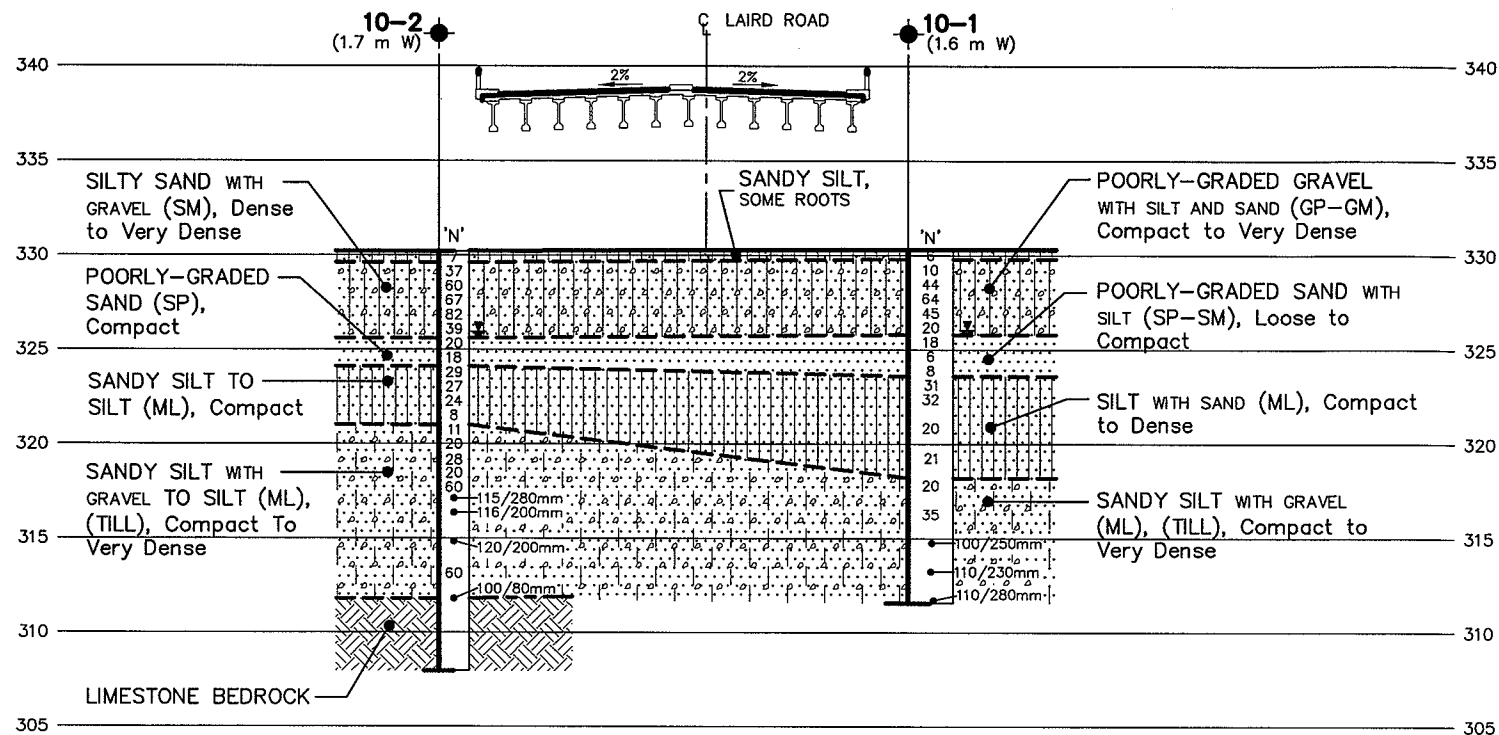 10-2
(1.7 m W)
C LAIRD ROAD
10-1
(1.6 m W)
340
340
2%
2%
335
335
SILTY SAND WITH
GRAVEL (SM), Dense
to Very Dense
SANDY SILT,
SOME ROOTS
POORLY-GRADED GRAVEL
WITH SILT AND SAND (GP-GM),
Compact to Very Dense
'N'
'N'
330
330
POORLY-GRADED
SAND (SP),
Compact
POORLY-GRADED SAND WITH
SILT (SP-SM), Loose to
Compact
7
37
60
67
82
39
20
18
29
27
24
8
11
20
28
20
60
115/280mm
116/200mm
120/200mm
60
100/80mm
6
10
44
64
45
20
18
6
8
31
32
20
21
20
35
100/250mm
110/230mm
110/280mm
325
325
SANDY SILT TO
SILT (ML), Compact
SILT WITH SAND (ML), Compact
to Dense
320
320
SANDY SILT WITH
GRAVEL TO SILT (ML),
(TILL), Compact To
Very Dense
SANDY SILT WITH GRAVEL
(ML), (TILL), Compact to
Very Dense
315
315
310
310
LIMESTONE BEDROCK
305
305